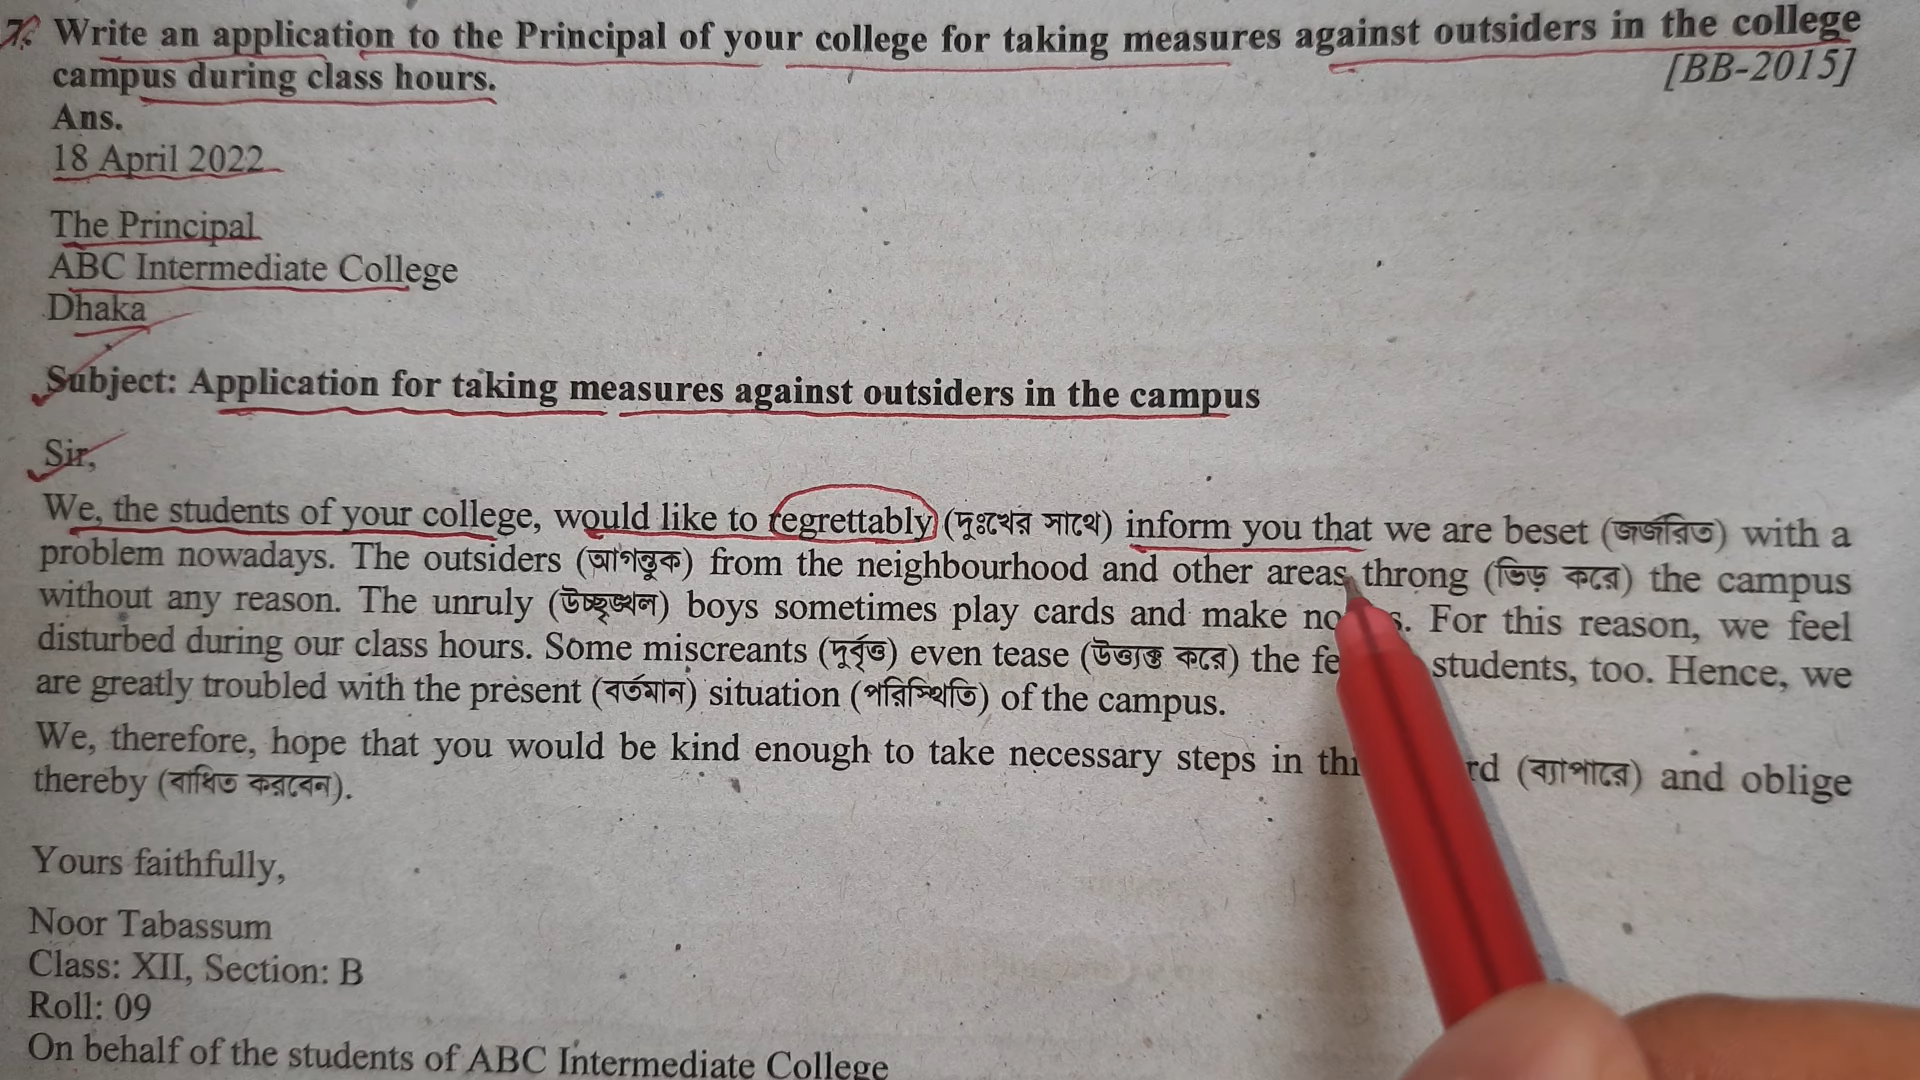 7. Write an application to the Principal of your college for taking measures against outsiders in the college
campus during class hours. [BB-2015]
Ans.
18 April 2022
The Principal
ABC Intermediate College
Dhaka
Subject: Application for taking measures against outsiders in the campus
Sir,
We, the students of your college, would like to regrettably (দুঃখের সাথে) inform you that we are beset (জর্জরিত) with a
problem nowadays. The outsiders (আগন্তুক) from the neighbourhood and other areas throng (ভিড় করে) the campus
without any reason. The unruly (উচ্ছৃঙ্খল) boys sometimes play cards and make For this reason, we feel
disturbed during our class hours. Some miscreants (দুর্বৃত্ত) even tease (উত্ত্যক্ত করে) the students, too. Hence, we
are greatly troubled with the present (বর্তমান) situation (পরিস্থিতি) of the campus.
We, therefore, hope that you would be kind enough to take necessary steps in (ব্যাপারে) and oblige
thereby (বাধিত করবেন).
Yours faithfully,
Noor Tabassum
Class: XII, Section: B
Roll: 09
On behalf of the students of ABC Intermediate College